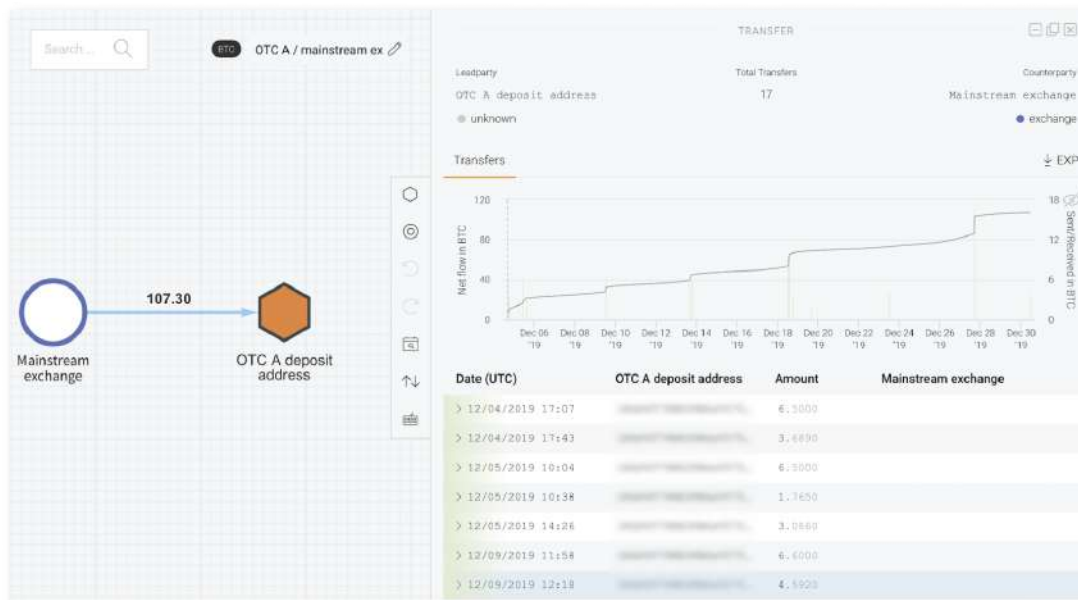 Search...
BTC OTC A / mainstream ex
107.30
Mainstream
exchange
OTC A deposit
address
TRANSFER
Leadparty Total Transfers Counterparty
OTC A deposit address 17 Mainstream exchange
unknown exchange
Transfers EXP
Net flow in BTC
120
80
40
0
18
12
6
0
Sent/Received in BTC
Dec 06 Dec 08 Dec 10 Dec 12 Dec 14 Dec 16 Dec 18 Dec 20 Dec 22 Dec 24 Dec 26 Dec 28 Dec 30
'19 '19 '19 '19 '19 '19 '19 '19 '19 '19 '19 '19 '19
Date (UTC) OTC A deposit address Amount Mainstream exchange
> 12/04/2019 17:07
> 12/04/2019 17:43 3.6890
> 12/05/2019 10:04
> 12/05/2019 10:38 1.7650
> 12/05/2019 14:26 3.0860
> 12/09/2019 11:58 6.6000
> 12/09/2019 12:18 4.5920